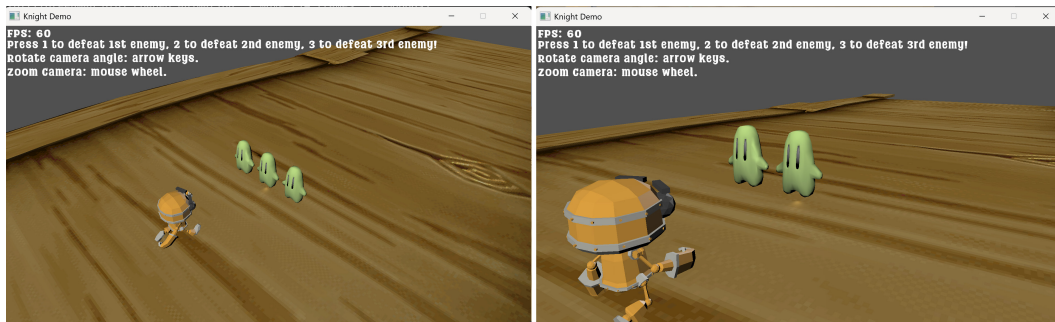 Knight Demo
FPS: 60
Press 1 to defeat 1st enemy, 2 to defeat 2nd enemy, 3 to defeat 3rd enemy!
Rotate camera angle: arrow keys.
Zoom camera: mouse wheel.
Knight Demo
FPS: 60
Press 1 to defeat 1st enemy, 2 to defeat 2nd enemy, 3 to defeat 3rd enemy!
Rotate camera angle: arrow keys.
Zoom camera: mouse wheel.